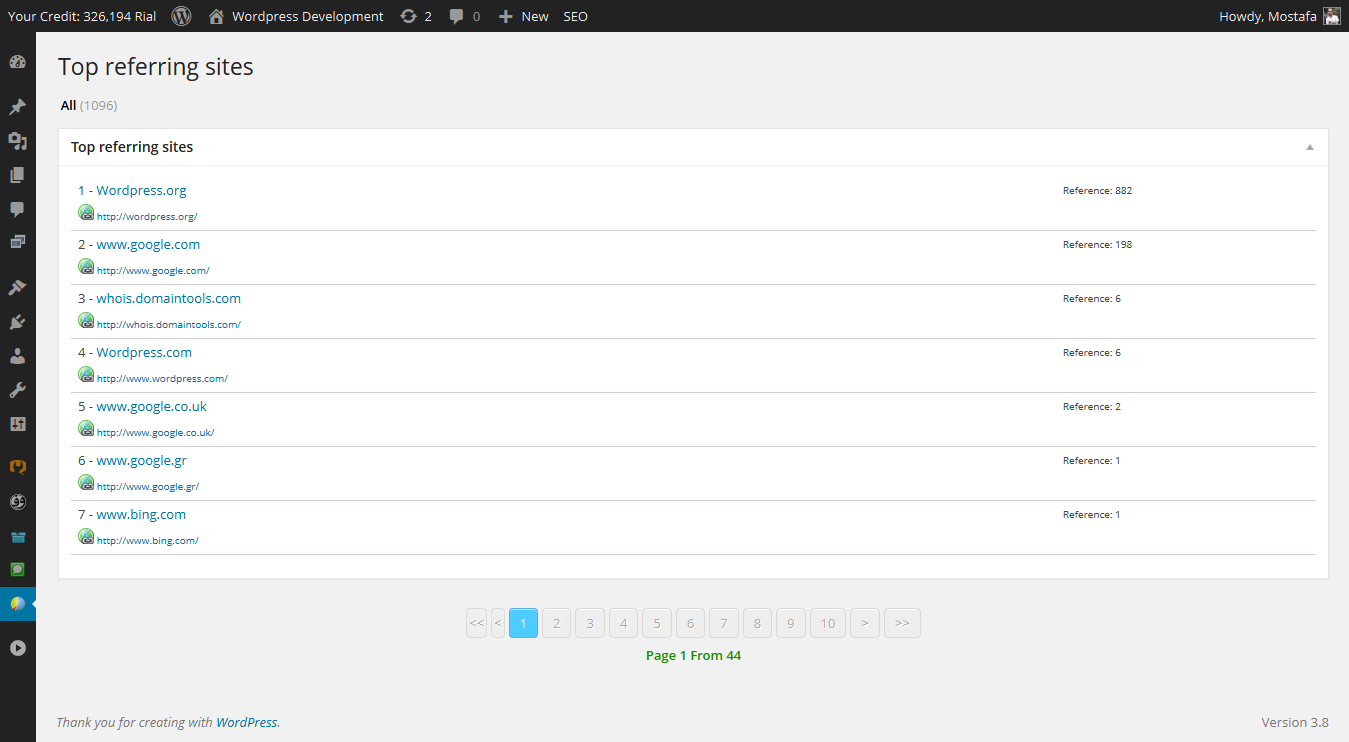 Your Credit: 326,194 Rial Wordpress Development 2 0 New SEO Howdy, Mostafa
Top referring sites
All (1096)
Top referring sites
1 - Wordpress.org Reference: 882
http://wordpress.org/
2 - www.google.com Reference: 198
http://www.google.com/
3 - whois.domaintools.com Reference: 6
http://whois.domaintools.com/
4 - Wordpress.com Reference: 6
http://www.wordpress.com/
5 - www.google.co.uk Reference: 2
http://www.google.co.uk/
6 - www.google.gr Reference: 1
http://www.google.gr/
7 - www.bing.com Reference: 1
http://www.bing.com/
<< < 1 2 3 4 5 6 7 8 9 10 > >>
Page 1 From 44
Thank you for creating with WordPress. Version 3.8